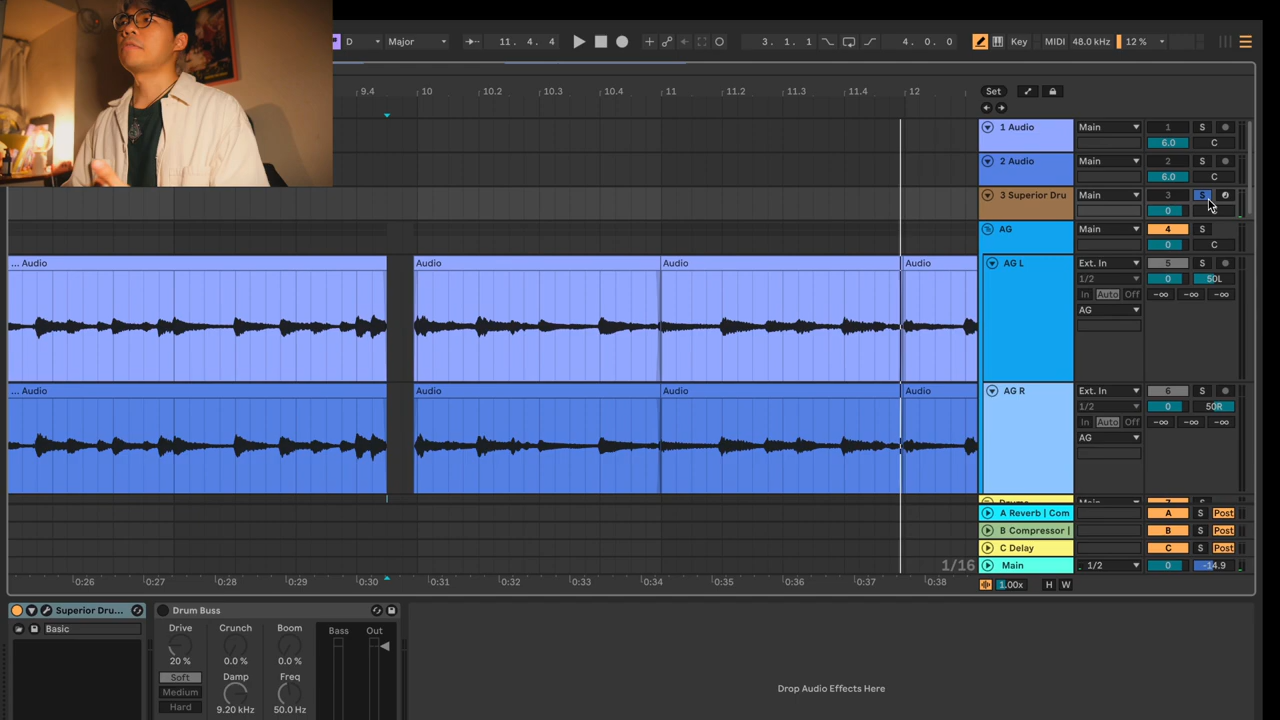 D Major 11. 4. 4 3. 1. 1 4. 0. 0 Key MIDI 48.0 kHz 12 %
9.4 10 10.2 10.3 10.4 11 11.2 11.3 11.4 12 Set
1 Audio Main 1 S
6.0 C
2 Audio Main 2 S
6.0 C
3 Superior Dru Main 3 S
0
AG Main 4 S
0 C
... Audio Audio Audio Audio AG L Ext. In 5 S
1/2 0 50L
In Auto Off -∞ -∞ -∞
AG
... Audio Audio Audio Audio AG R Ext. In 6 S
1/2 0 50R
In Auto Off -∞ -∞ -∞
AG
A Reverb | Com A S Post
B Compressor | B S Post
C Delay C S Post
1/16 Main 1/2 0 -14.9
0:26 0:27 0:28 0:29 0:30 0:31 0:32 0:33 0:34 0:35 0:36 0:37 0:38 1.00x H W
Superior Dru... Drum Buss
Basic Drive Crunch Boom Bass Out
20 % 0.0 % 0.0 %
Soft Damp Freq
Medium
Hard 9.20 kHz 50.0 Hz
Drop Audio Effects Here